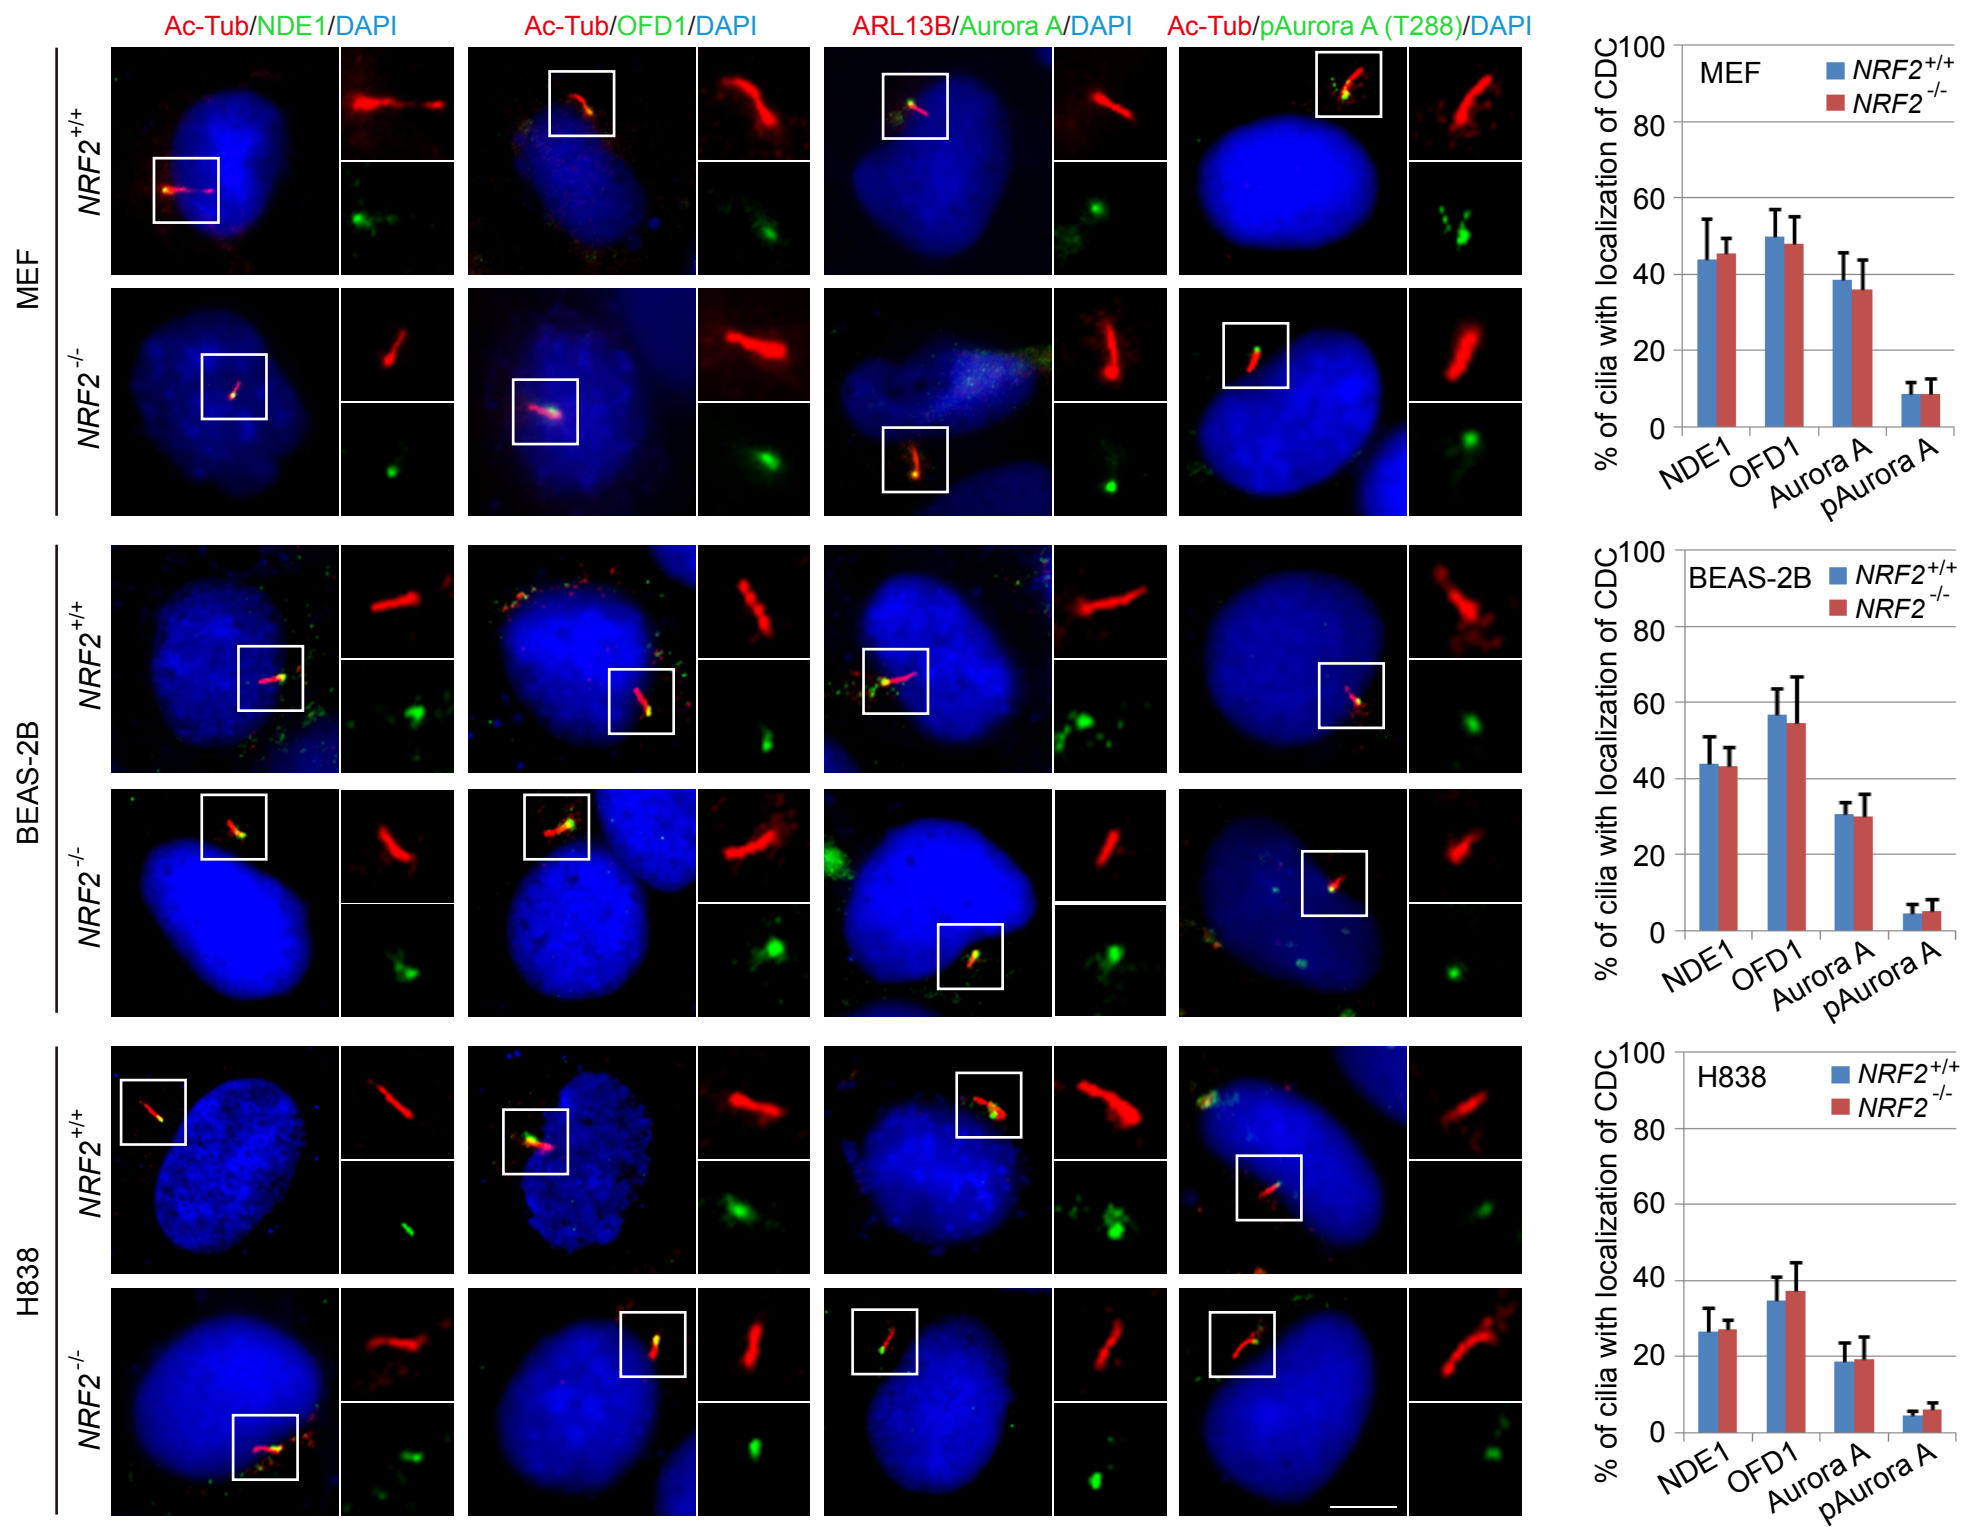 Ac-Tub/NDE1/DAPI
Ac-Tub/OFD1/DAPI
ARL13B/Aurora A/DAPI
Ac-Tub/pAurora A (T288)/DAPI
MEF
NRF2+/+
NRF2-/-
BEAS-2B
NRF2+/+
NRF2-/-
H838
NRF2+/+
NRF2-/-
% of cilia with localization of CDC
100
80
60
40
20
0
MEF
NRF2+/+
NRF2-/-
NDE1
OFD1
Aurora A
pAurora A
% of cilia with localization of CDC
100
80
60
40
20
0
BEAS-2B
NRF2+/+
NRF2-/-
NDE1
OFD1
Aurora A
pAurora A
% of cilia with localization of CDC
100
80
60
40
20
0
H838
NRF2+/+
NRF2-/-
NDE1
OFD1
Aurora A
pAurora A